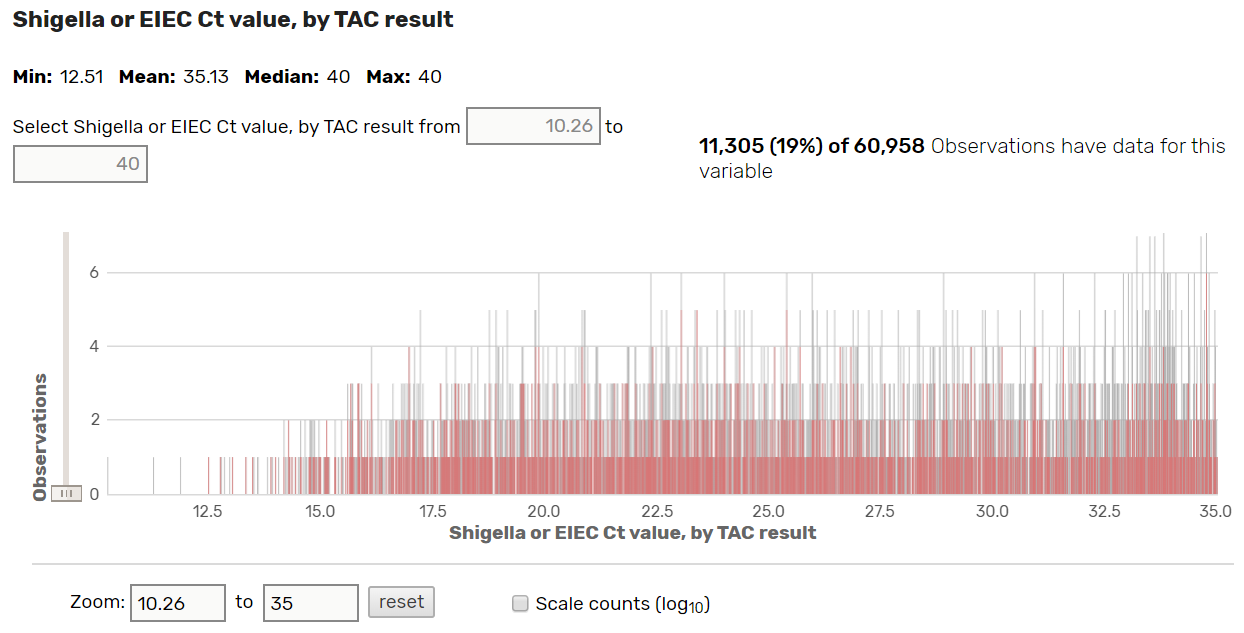 Shigella or EIEC Ct value, by TAC result
Min: 12.51 Mean: 35.13 Median: 40 Max: 40
Select Shigella or EIEC Ct value, by TAC result from 10.26 to
40
11,305 (19%) of 60,958 Observations have data for this
variable
Observations
6
4
2
0
12.5 15.0 17.5 20.0 22.5 25.0 27.5 30.0 32.5 35.0
Shigella or EIEC Ct value, by TAC result
Zoom: 10.26 to 35 reset Scale counts (log10)